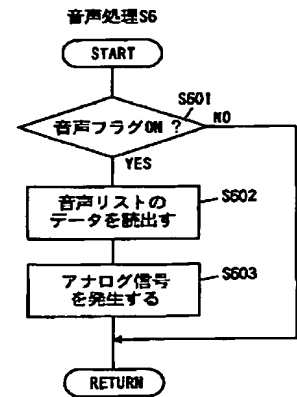 音声処理S6
START
S601
音声フラグON ?
NO
YES
音声リストの
データを読出す
S602
アナログ信号
を発生する
S603
RETURN